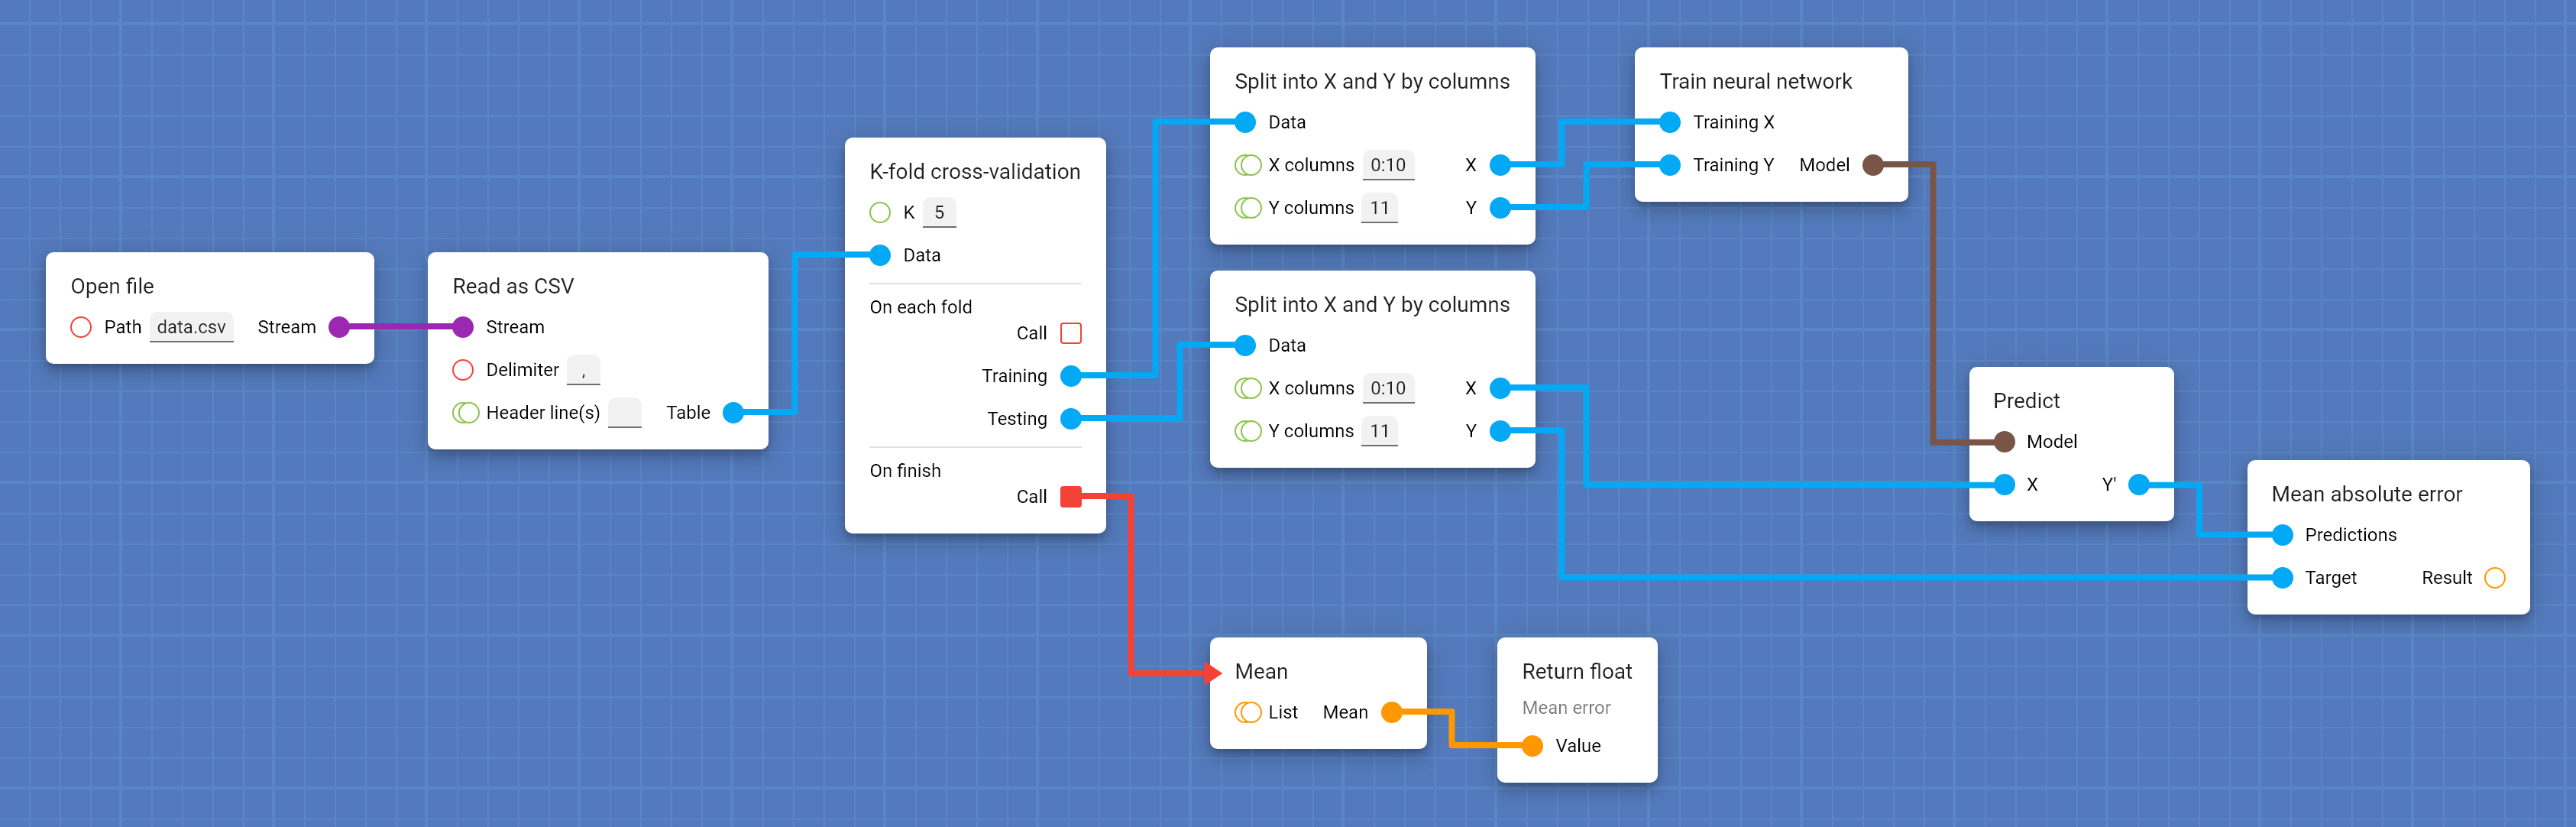 Open file
Path data.csv Stream
Read as CSV
Stream
Delimiter ,
Header line(s) Table
K-fold cross-validation
K 5
Data
On each fold
Call
Training
Testing
On finish
Call
Split into X and Y by columns
Data
X columns 0:10 X
Y columns 11 Y
Split into X and Y by columns
Data
X columns 0:10 X
Y columns 11 Y
Train neural network
Training X
Training Y Model
Predict
Model
X Y'
Mean absolute error
Predictions
Target Result
Mean
List Mean
Return float
Mean error
Value